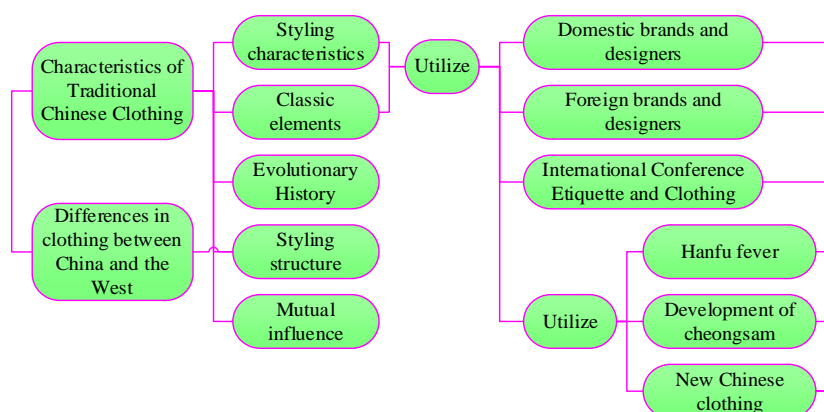 Characteristics of
Traditional
Chinese Clothing
Differences in
clothing between
China and the
West
Styling
characteristics
Classic
elements
Evolutionary
History
Styling
structure
Mutual
influence
Utilize
Domestic brands and
designers
Foreign brands and
designers
International Conference
Etiquette and Clothing
Utilize
Hanfu fever
Development of
cheongsam
New Chinese
clothing